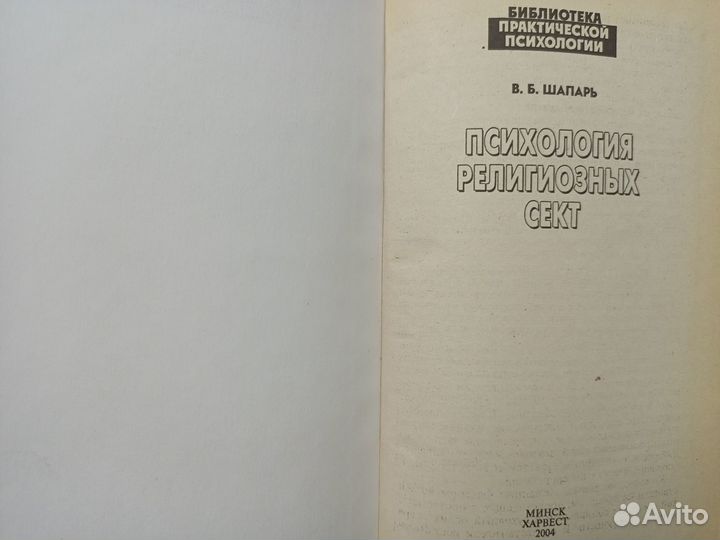 БИБЛИОТЕКА
ПРАКТИЧЕСКОЙ
ПСИХОЛОГИИ
В. Б. ШАПАРЬ
ПСИХОЛОГИЯ
РЕЛИГИОЗНЫХ
СЕКТ
МИНСК
ХАРВЕСТ
2004
Avito